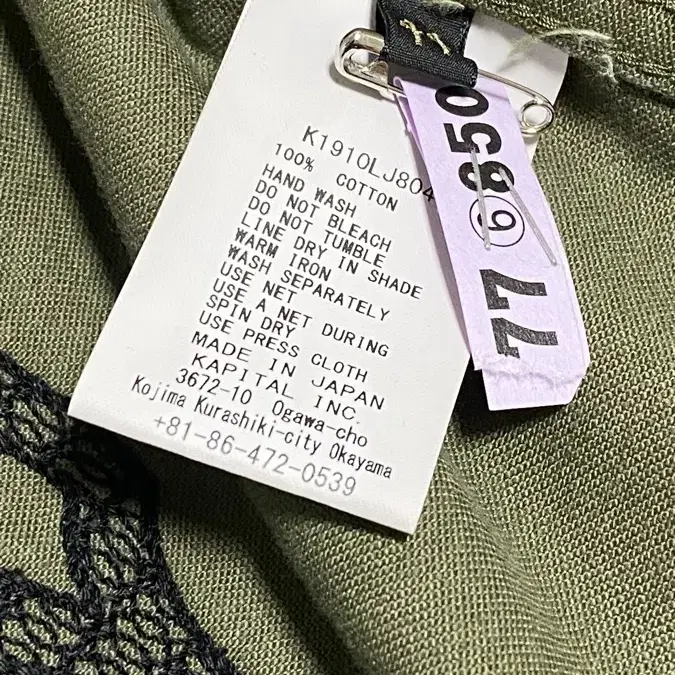 K1910LJ804
100% COTTON
HAND WASH
DO NOT BLEACH
DO NOT TUMBLE
LINE DRY IN SHADE
WARM IRON
WASH SEPARATELY
USE NET
USE A NET DURING
SPIN DRY
USE PRESS CLOTH
MADE IN JAPAN
KAPITAL INC.
3672-10 Ogawa-cho
Kojima Kurashiki-city Okayama
+81-86-472-0539
77 9 850